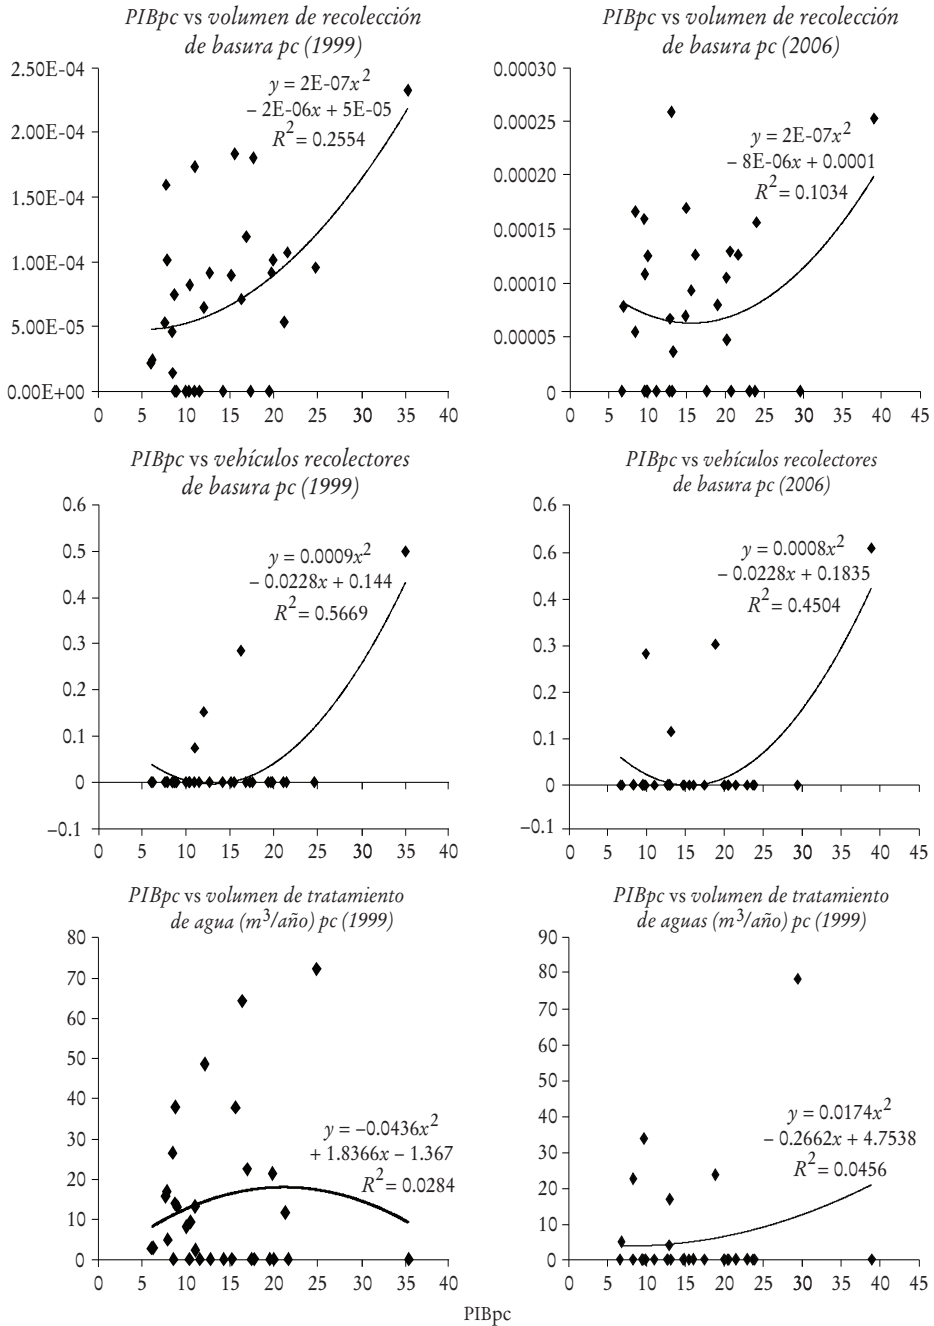 PIBpc vs volumen de recolección
de basura pc (1999)
2.50E-04
2.00E-04
1.50E-04
1.00E-04
5.00E-05
0.00E+00
0 5 10 15 20 25 30 35 40
y = 2E-07x²
− 2E-06x + 5E-05
R² = 0.2554
PIBpc vs volumen de recolección
de basura pc (2006)
0.00030
0.00025
0.00020
0.00015
0.00010
0.00005
0
0 5 10 15 20 25 30 35 40 45
y = 2E-07x²
− 8E-06x + 0.0001
R² = 0.1034
PIBpc vs vehículos recolectores
de basura pc (1999)
0.6
0.5
0.4
0.3
0.2
0.1
0
−0.1
0 5 10 15 20 25 30 35 40
y = 0.0009x²
− 0.0228x + 0.144
R² = 0.5669
PIBpc vs vehículos recolectores
de basura pc (2006)
0.6
0.6
0.4
0.3
0.2
0.1
0
−0.1
0 5 10 15 20 25 30 35 40 45
y = 0.0008x²
− 0.0228x + 0.1835
R² = 0.4504
PIBpc vs volumen de tratamiento
de agua (m³/año) pc (1999)
80
70
60
50
40
30
20
10
0
0 5 10 15 20 25 30 35 40
y = −0.0436x²
+ 1.8366x − 1.367
R² = 0.0284
PIBpc vs volumen de tratamiento
de aguas (m³/año) pc (1999)
90
80
70
60
50
40
30
20
10
0
0 5 10 15 20 25 30 35 40 45
y = 0.0174x²
− 0.2662x + 4.7538
R² = 0.0456
PIBpc